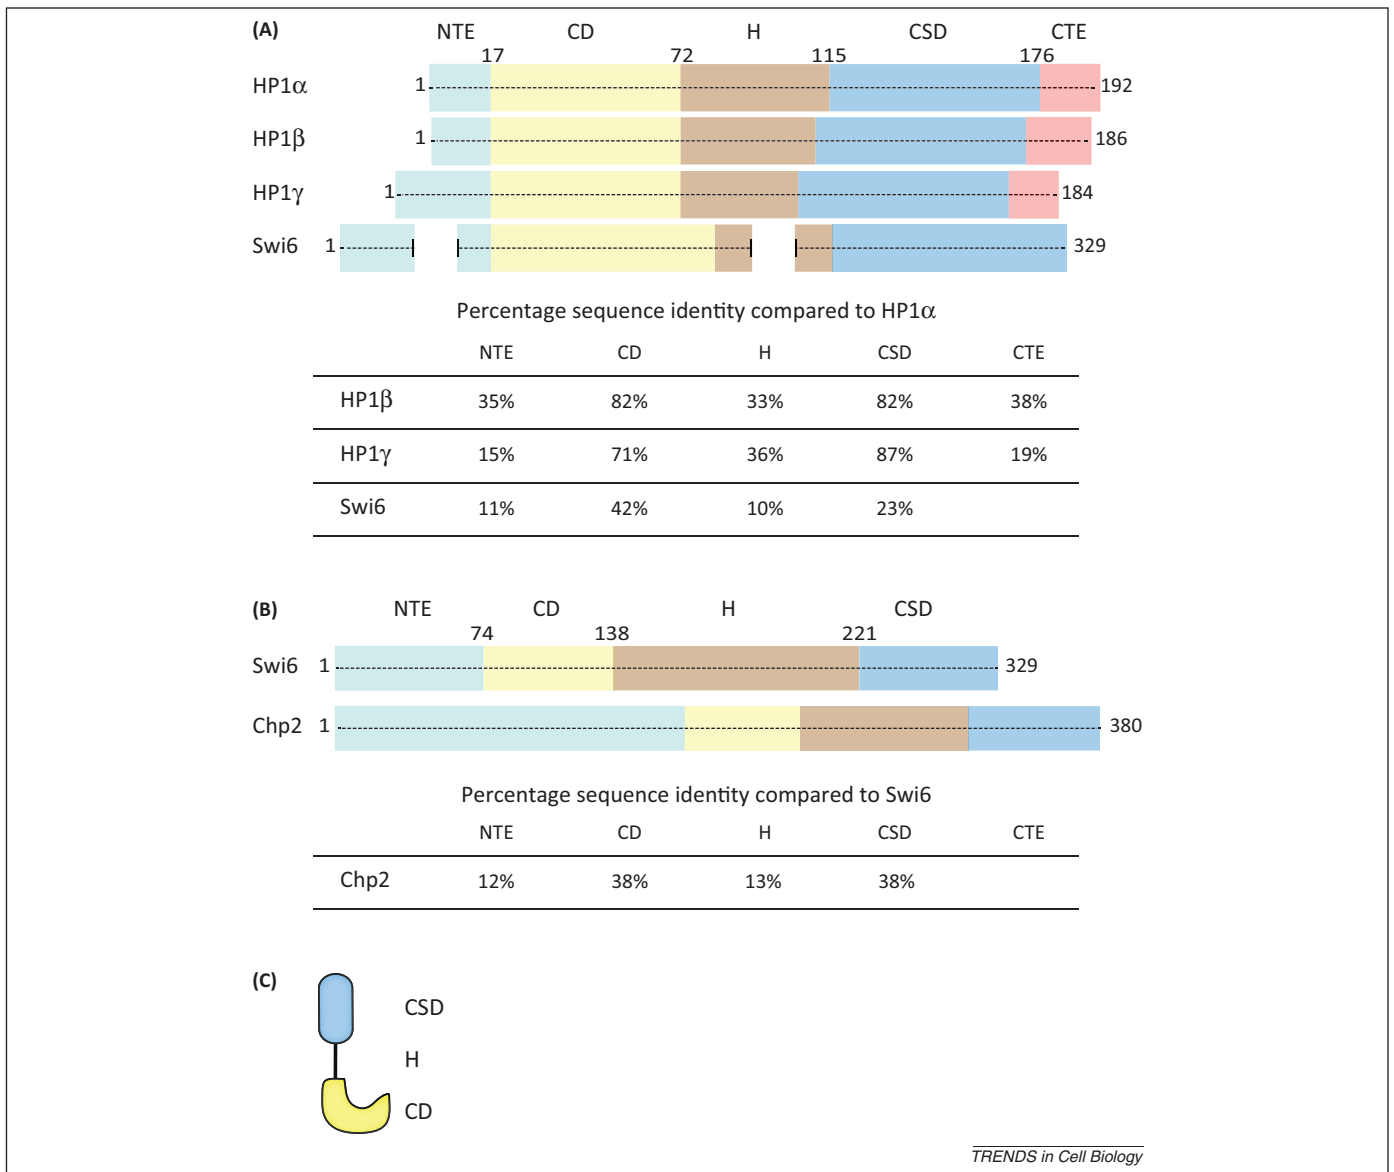 (A) NTE CD H CSD CTE
17 72 115 176
HP1α 1 192
HP1β 1 186
HP1γ 1 184
Swi6 1 329
Percentage sequence identity compared to HP1α
NTE CD H CSD CTE
HP1β 35% 82% 33% 82% 38%
HP1γ 15% 71% 36% 87% 19%
Swi6 11% 42% 10% 23%
(B) NTE CD H CSD
74 138 221
Swi6 1 329
Chp2 1 380
Percentage sequence identity compared to Swi6
NTE CD H CSD CTE
Chp2 12% 38% 13% 38%
(C)
CSD
H
CD
TRENDS in Cell Biology